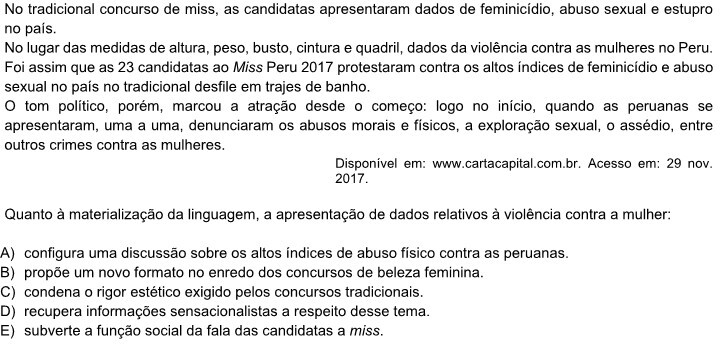 No tradicional concurso de miss, as candidatas apresentaram dados de feminicídio, abuso sexual e estupro
no país.
No lugar das medidas de altura, peso, busto, cintura e quadril, dados da violência contra as mulheres no Peru.
Foi assim que as 23 candidatas ao Miss Peru 2017 protestaram contra os altos índices de feminicídio e abuso
sexual no país no tradicional desfile em trajes de banho.
O tom político, porém, marcou a atração desde o começo: logo no início, quando as peruanas se
apresentaram, uma a uma, denunciaram os abusos morais e físicos, a exploração sexual, o assédio, entre
outros crimes contra as mulheres.
Disponível em: www.cartacapital.com.br. Acesso em: 29 nov.
2017.
Quanto à materialização da linguagem, a apresentação de dados relativos à violência contra a mulher:
A) configura uma discussão sobre os altos índices de abuso físico contra as peruanas.
B) propõe um novo formato no enredo dos concursos de beleza feminina.
C) condena o rigor estético exigido pelos concursos tradicionais.
D) recupera informações sensacionalistas a respeito desse tema.
E) subverte a função social da fala das candidatas a miss.